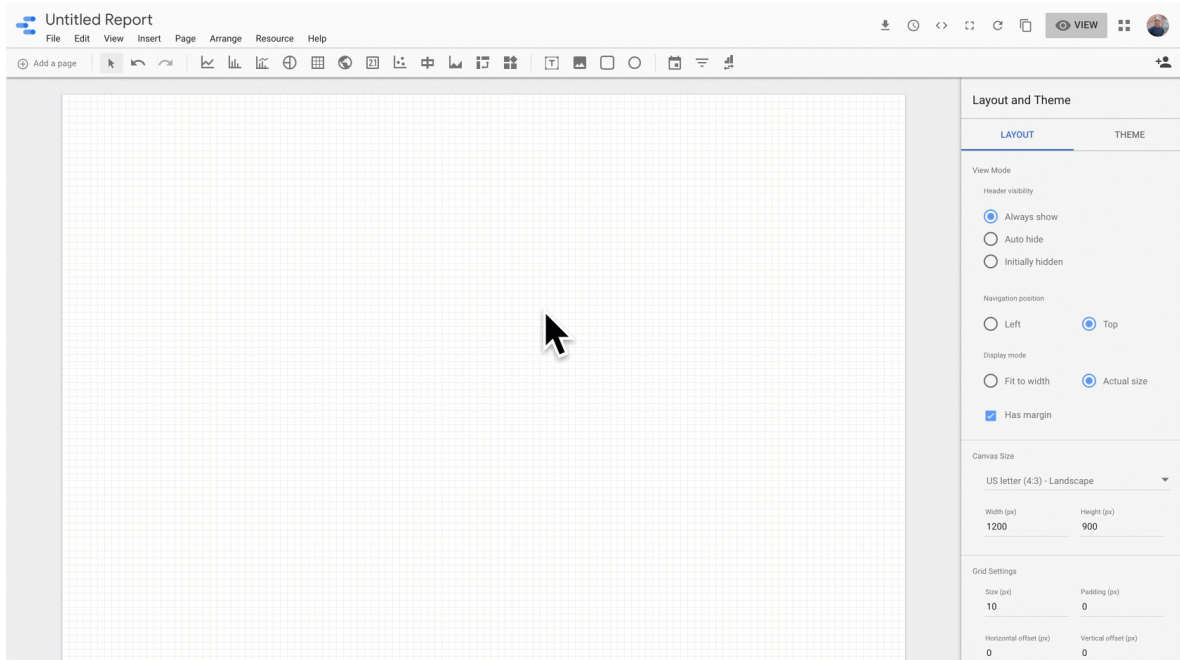 Untitled Report
File Edit View Insert Page Arrange Resource Help
VIEW
Add a page
21
T
Layout and Theme
LAYOUT THEME
View Mode
Header visibility
Always show
Auto hide
Initially hidden
Navigation position
Left Top
Display mode
Fit to width Actual size
Has margin
Canvas Size
US letter (4:3) - Landscape
Width (px) Height (px)
1200 900
Grid Settings
Size (px) Padding (px)
10 0
Horizontal offset (px) Vertical offset (px)
0 0